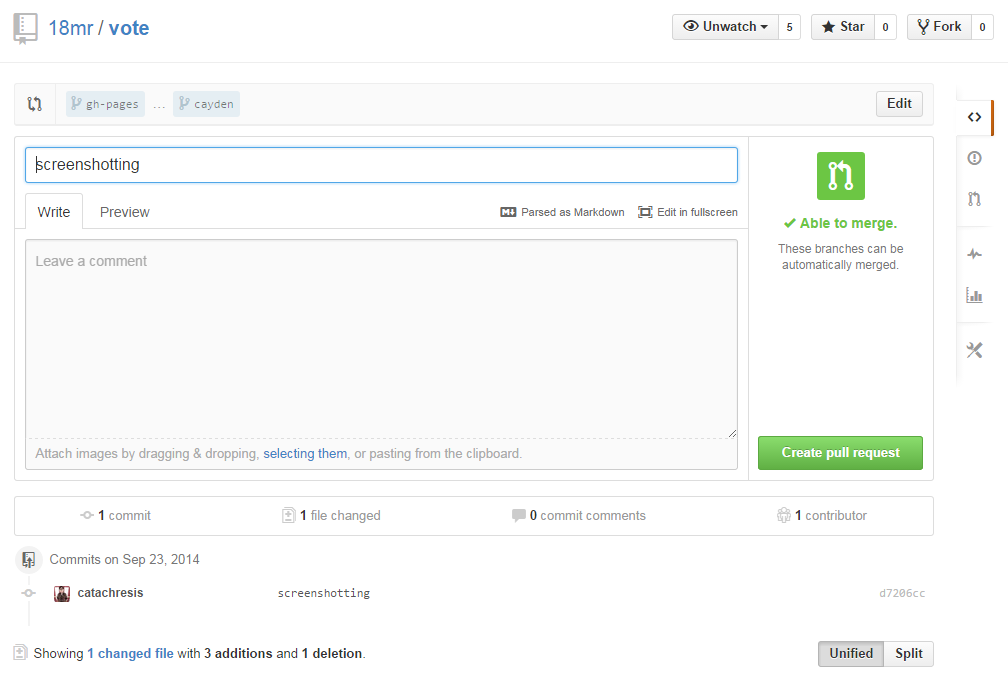 18mr / vote
Unwatch 5 Star 0 Fork 0
gh-pages ... cayden Edit
screenshotting
Write Preview Parsed as Markdown Edit in fullscreen
Able to merge.
These branches can be
automatically merged.
Leave a comment
Attach images by dragging & dropping, selecting them, or pasting from the clipboard.
Create pull request
1 commit 1 file changed 0 commit comments 1 contributor
Commits on Sep 23, 2014
catachresis screenshotting d7206cc
Showing 1 changed file with 3 additions and 1 deletion. Unified Split